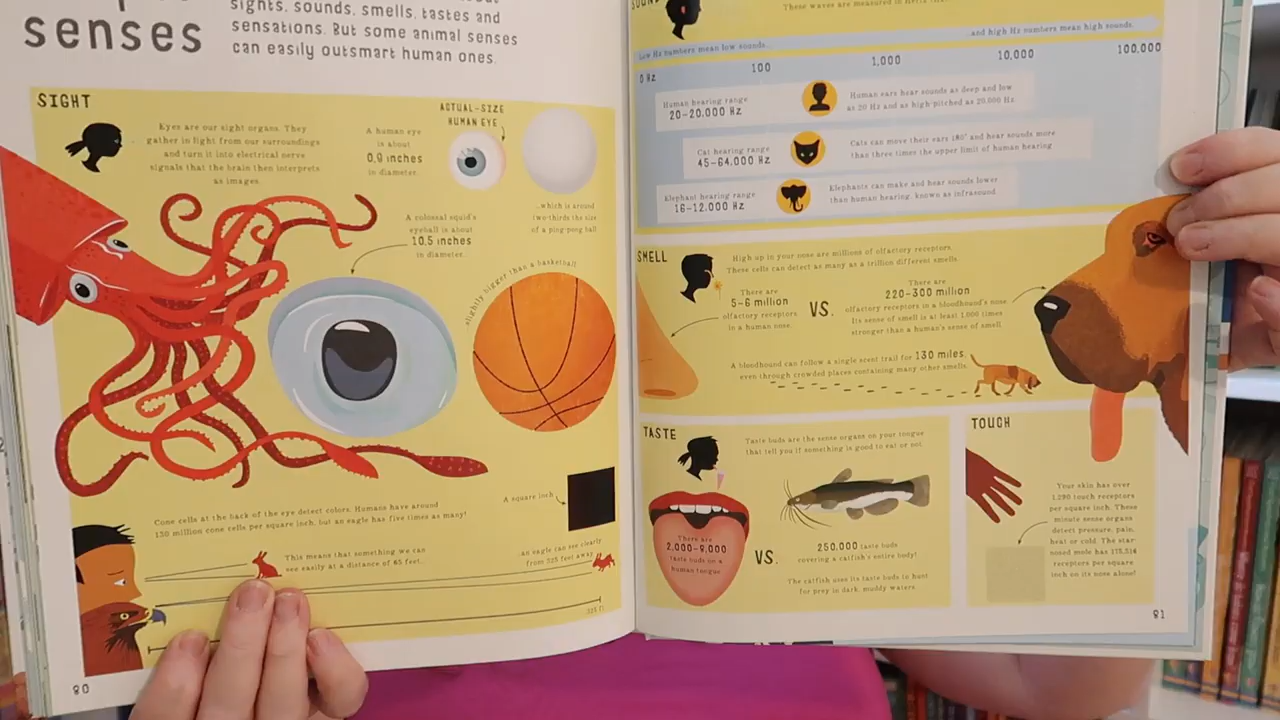 senses
sights, sounds, smells, tastes and
sensations. But some animal senses
can easily outsmart human ones.
SIGHT
Eyes are our sight organs. They
gather in light from our surroundings
and turn it into electrical nerve
signals that the brain then interprets
as images.
A human eye
is about
0.9 inches
in diameter,
ACTUAL-SIZE
HUMAN EYE
...which is around
two-thirds the size
of a ping-pong ball
A colossal squid's
eyeball is about
10.5 inches
in diameter,
slightly bigger than a basketball
A square inch
Cone cells at the back of the eye detect colors. Humans have around
130 million cone cells per square inch, but an eagle has five times as many!
This means that something we can
see easily at a distance of 65 feet...
...an eagle can see clearly
from 325 feet away.
80
These waves are measured in
Low Hz numbers mean low sounds...
...and high Hz numbers mean high sounds.
0 Hz
100
1,000
10,000
100,000
Human hearing range
20-20,000 Hz
Human ears hear sounds as deep and low
as 20 Hz and as high-pitched as 20,000 Hz
Cat hearing range
45-64,000 Hz
Cats can move their ears 180° and hear sounds more
than three times the upper limit of human hearing
Elephant hearing range
16-12,000 Hz
Elephants can make and hear sounds lower
than human hearing, known as infrasound
SMELL
High up in your nose are millions of olfactory receptors.
These cells can detect as many as a trillion different smells.
There are
5-6 million
olfactory receptors
in a human nose.
VS.
There are
220-300 million
olfactory receptors in a bloodhound's nose.
Its sense of smell is at least 1,000 times
stronger than a human's sense of smell.
A bloodhound can follow a single scent trail for 130 miles,
even through crowded places containing many other smells.
TASTE
Taste buds are the sense organs on your tongue
that tell you if something is good to eat or not.
There are
2,000-9,000
taste buds on a
human tongue
VS.
250,000 taste buds
covering a catfish's entire body!
The catfish uses its taste buds to hunt
for prey in dark, muddy waters
TOUCH
Your skin has over
1,290 touch receptors
per square inch. These
minute sense organs
detect pressure, pain,
heat or cold. The star-
nosed mole has
receptors per square
inch on its nose alone!
81